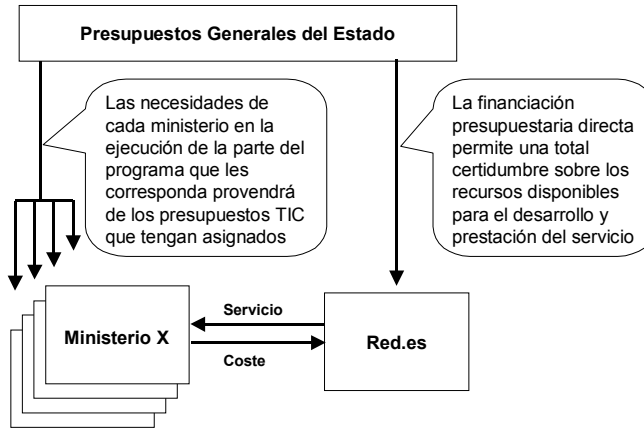 Presupuestos Generales del Estado
Las necesidades de
cada ministerio en la
ejecución de la parte del
programa que les
corresponda provendrá
de los presupuestos TIC
que tengan asignados
La financiación
presupuestaria directa
permite una total
certidumbre sobre los
recursos disponibles
para el desarrollo y
prestación del servicio
Ministerio X
Servicio
Coste
Red.es